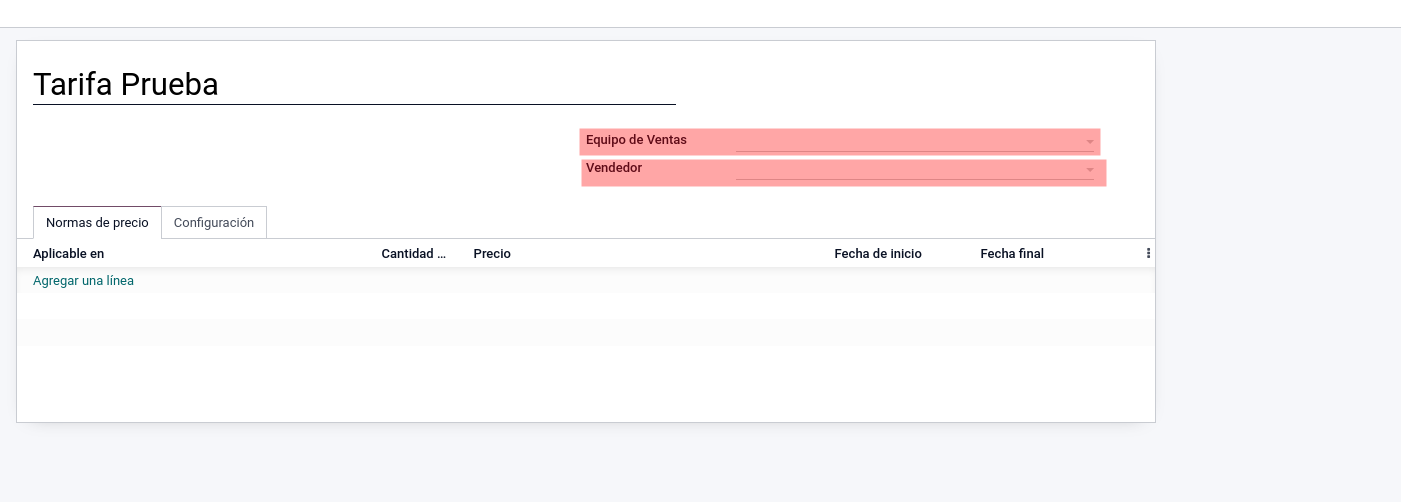 Tarifa Prueba
Equipo de Ventas
Vendedor
Normas de precio Configuración
Aplicable en Cantidad ... Precio Fecha de inicio Fecha final
Agregar una línea